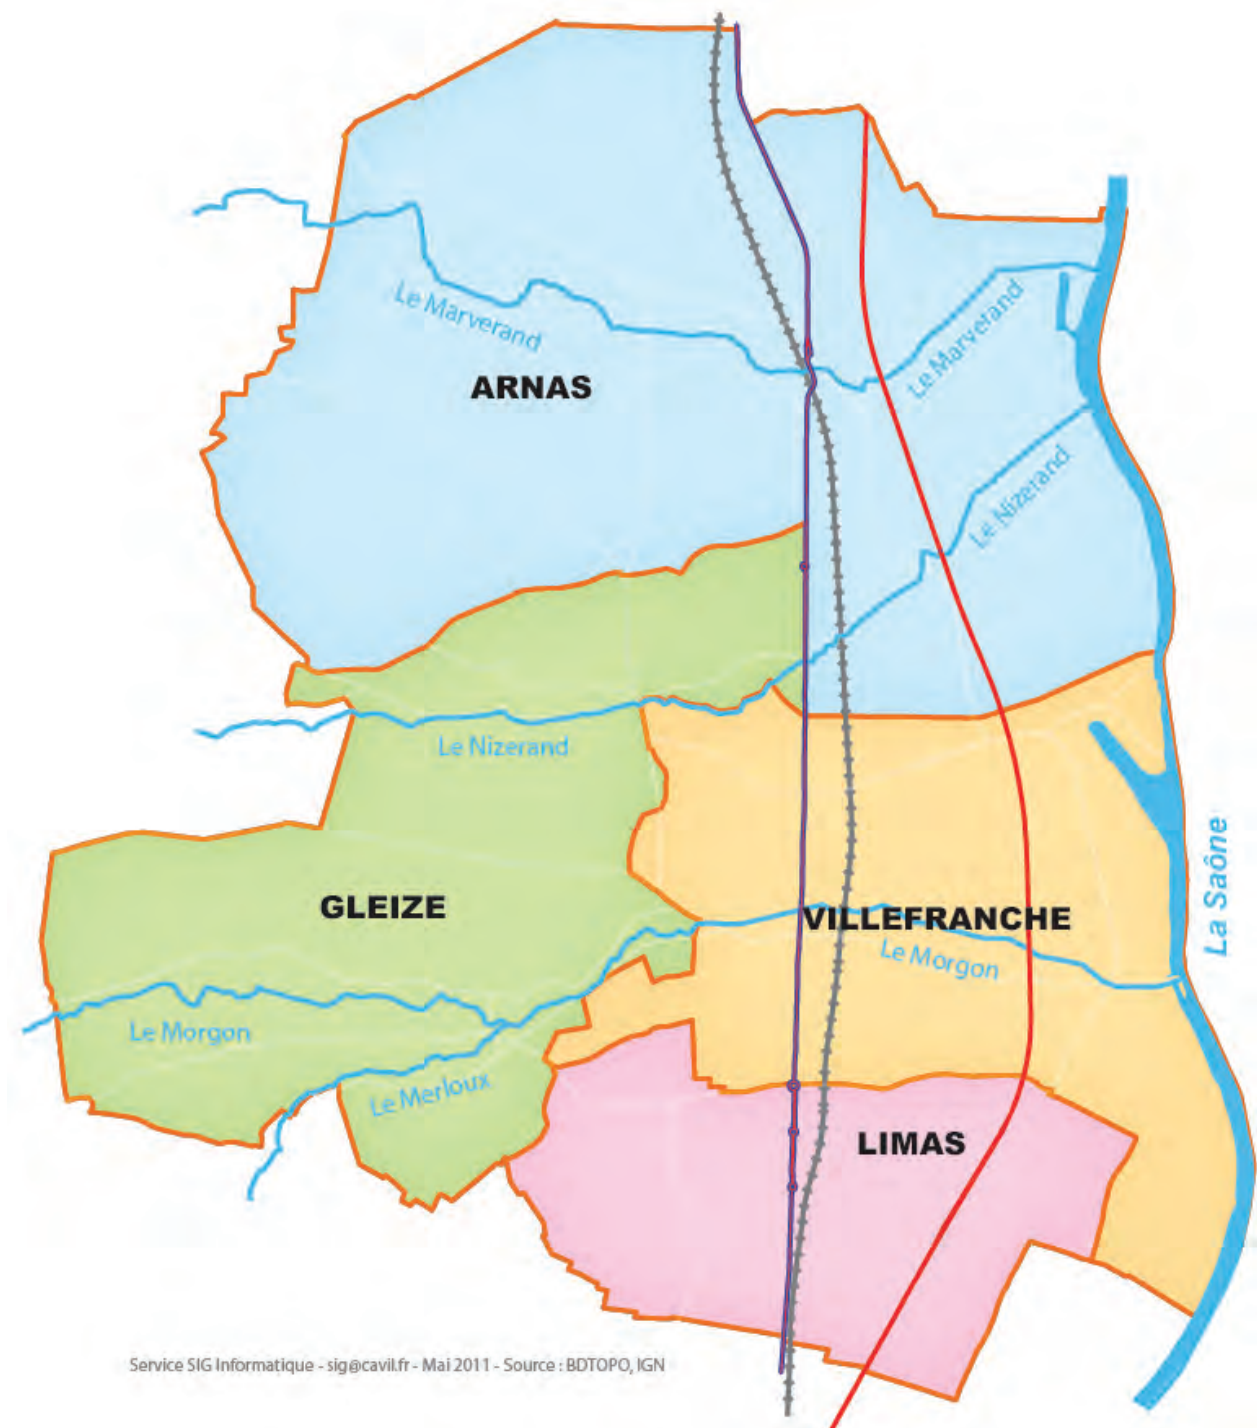 Le Marverand
Le Marverand
ARNAS
Le Nizerand
Le Nizerand
La Saône
GLEIZE
VILLEFRANCHE
Le Morgon
Le Morgon
Le Merloux
LIMAS
Service SIG Informatique - sig@cavil.fr - Mai 2011 - Source : BDTOPO, IGN